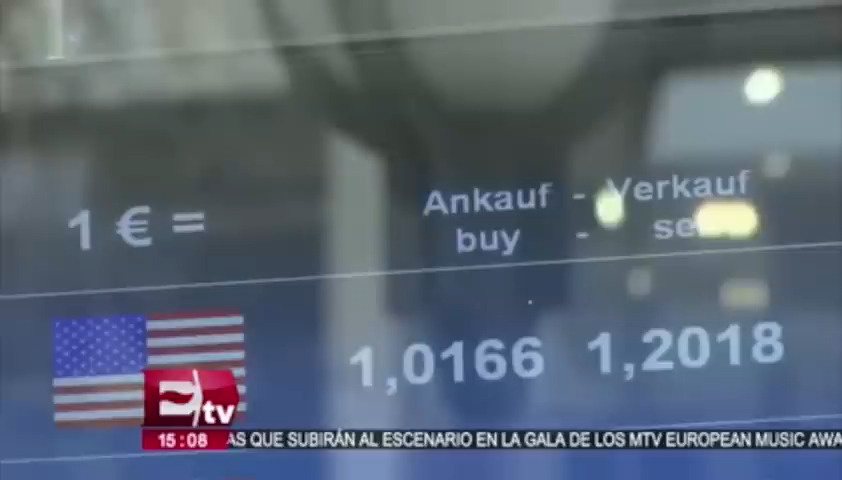 1 € =
Ankauf - Verkauf
buy -
1,0166 1,2018
tv
15:08 AS QUE SUBIRÁN AL ESCENARIO EN LA GALA DE LOS MTV EUROPEAN MUSIC AWA